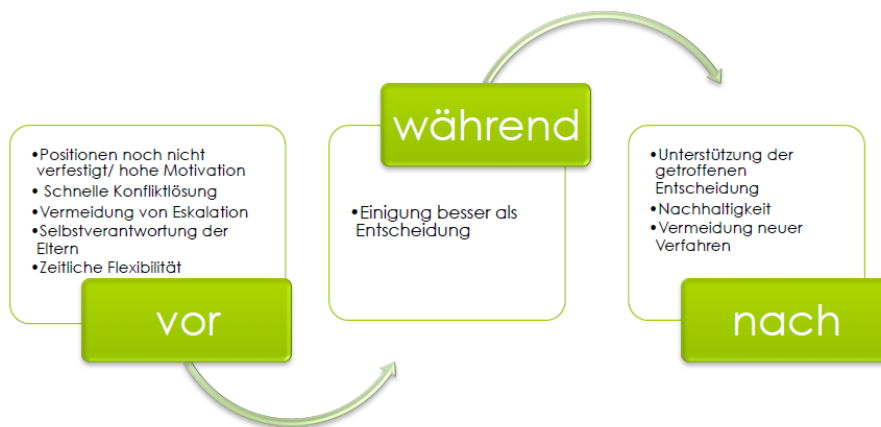 •Positionen noch nicht
verfestigt/ hohe Motivation
• Schnelle Konfliktlösung
•Vermeidung von Eskalation
•Selbstverantwortung der
Eltern
•Zeitliche Flexibilität
vor
während
•Einigung besser als
Entscheidung
•Unterstützung der
getroffenen
Entscheidung
•Nachhaltigkeit
•Vermeidung neuer
Verfahren
nach